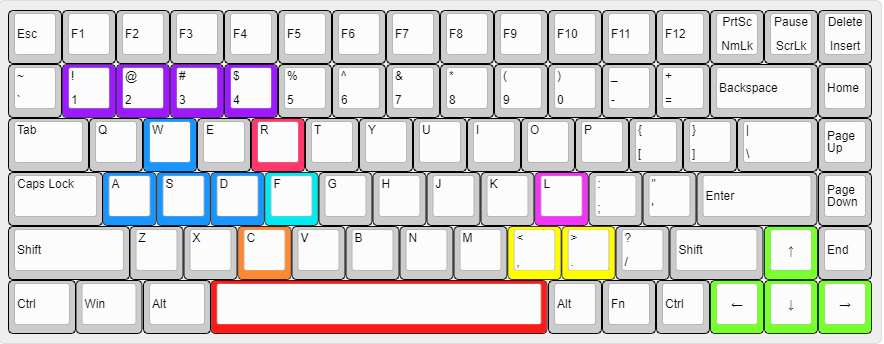 Esc F1 F2 F3 F4 F5 F6 F7 F8 F9 F10 F11 F12 PrtSc Pause Delete
NmLk ScrLk Insert
~ ! @ # $ % ^ & * ( ) _ + Backspace Home
` 1 2 3 4 5 6 7 8 9 0 - =
Tab Q W E R T Y U I O P { } | Page
[ ] \ Up
Caps Lock A S D F G H J K L : " Enter Page
; ' Down
Shift Z X C V B N M < > ? Shift ↑ End
, . /
Ctrl Win Alt Alt Fn Ctrl ← ↓ →